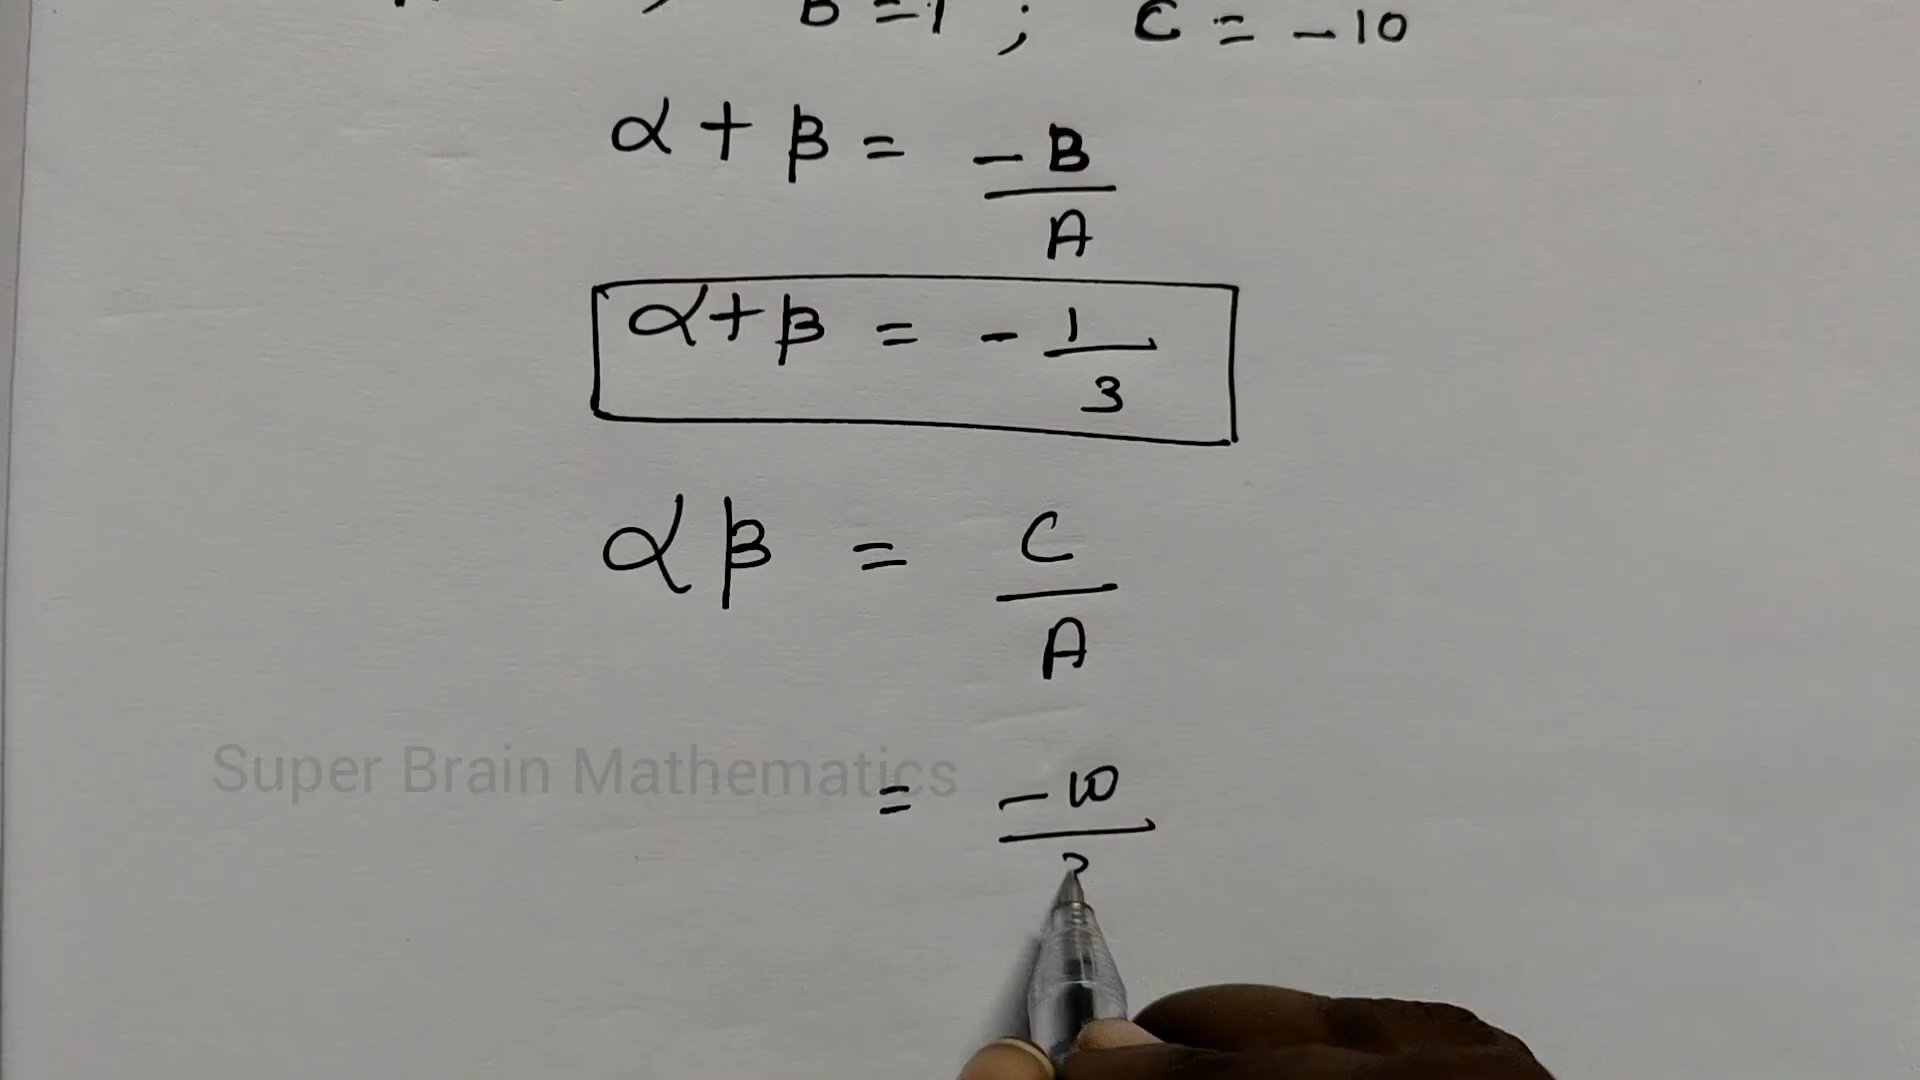 B = 1 ; C = -10
α + β = -B/A
α + β = - 1/3
αβ = C/A
Super Brain Mathematics
= -10/